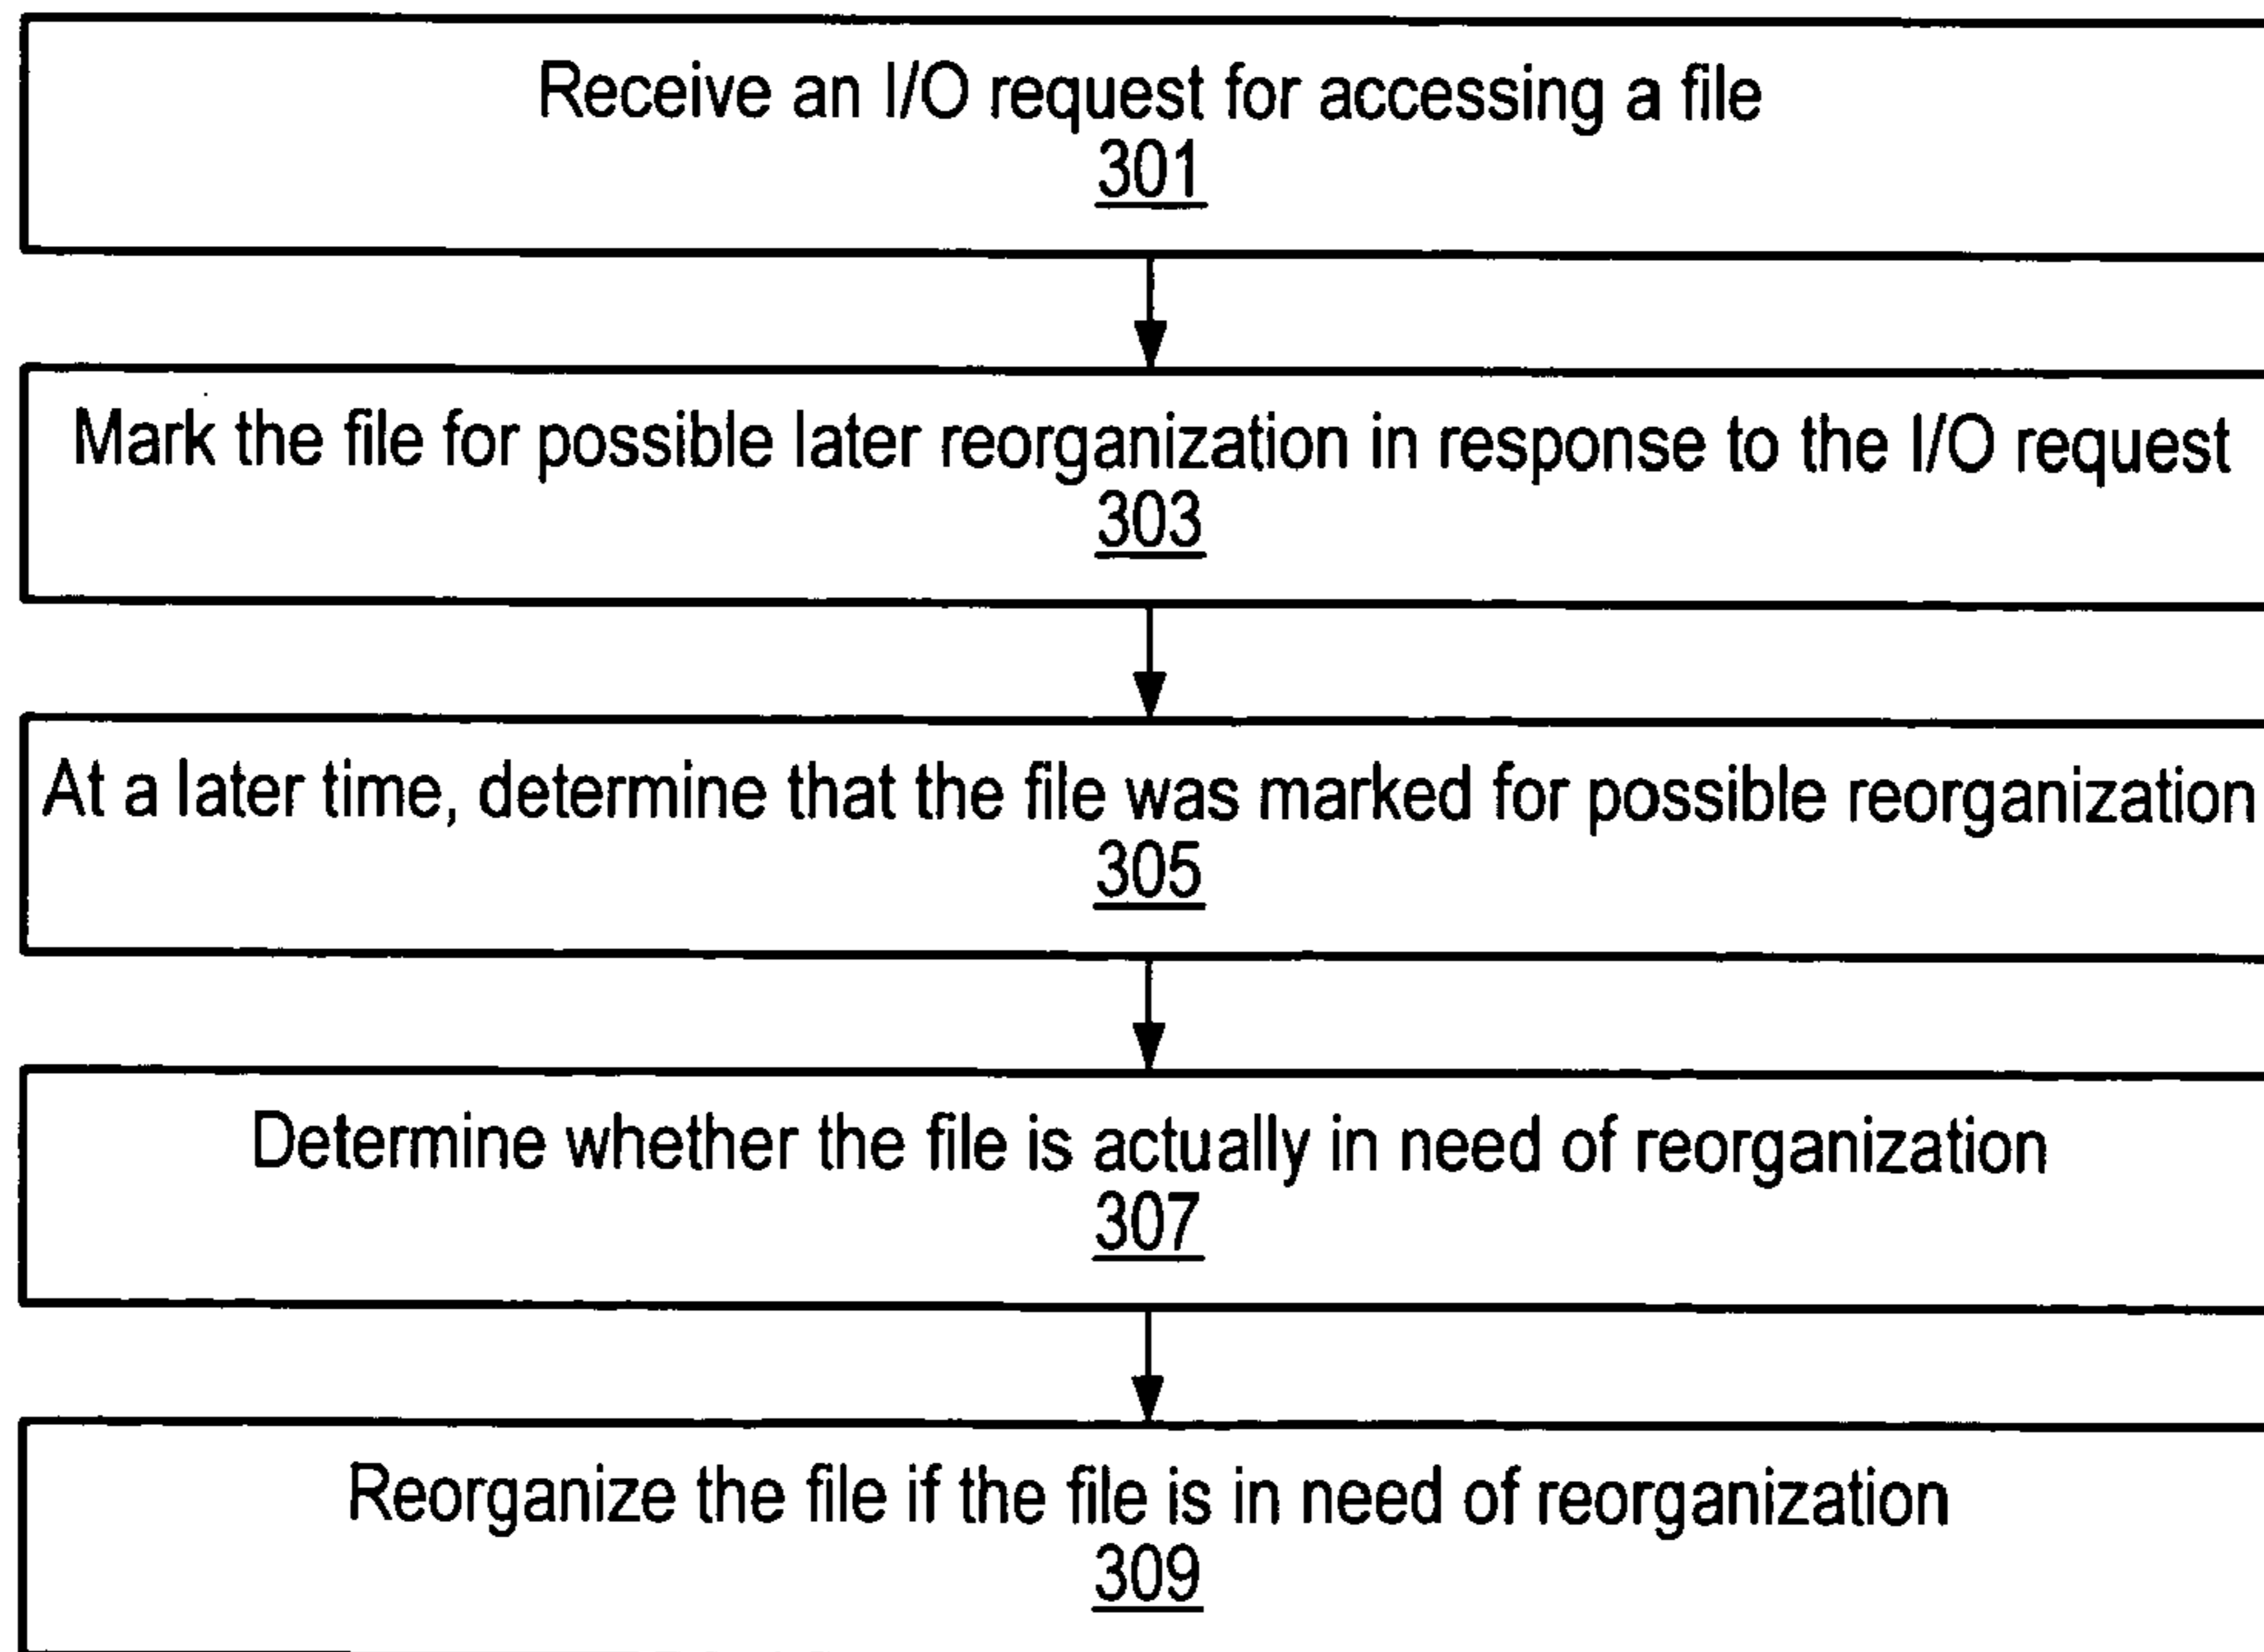 Receive an I/O request for accessing a file
301
Mark the file for possible later reorganization in response to the I/O request
303
At a later time, determine that the file was marked for possible reorganization
305
Determine whether the file is actually in need of reorganization
307
Reorganize the file if the file is in need of reorganization
309